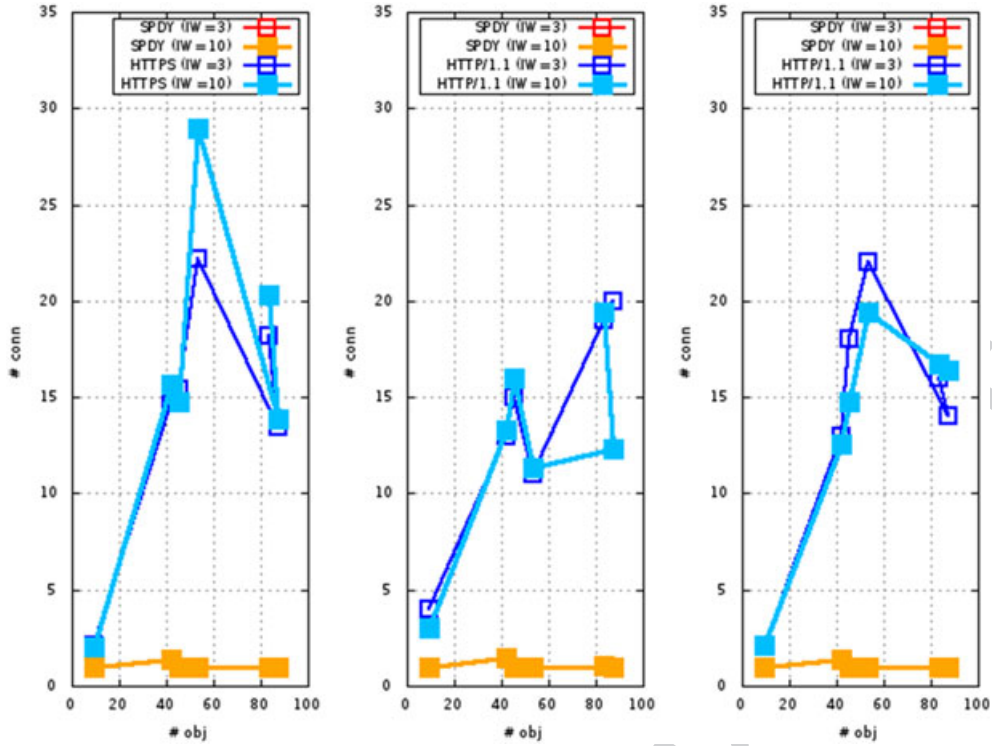 SPDY (IW = 3)
SPDY (IW = 10)
HTTPS (IW = 3)
HTTPS (IW = 10)
35
30
25
20
15
10
5
0
# conn
0 20 40 60 80 100
# obj
SPDY (IW = 3)
SPDY (IW = 10)
HTTP/1.1 (IW = 3)
HTTP/1.1 (IW = 10)
35
30
25
20
15
10
5
0
# conn
0 20 40 60 80 100
# obj
SPDY (IW = 3)
SPDY (IW = 10)
HTTP/1.1 (IW = 3)
HTTP/1.1 (IW = 10)
35
30
25
20
15
10
5
0
# conn
0 20 40 60 80 100
# obj